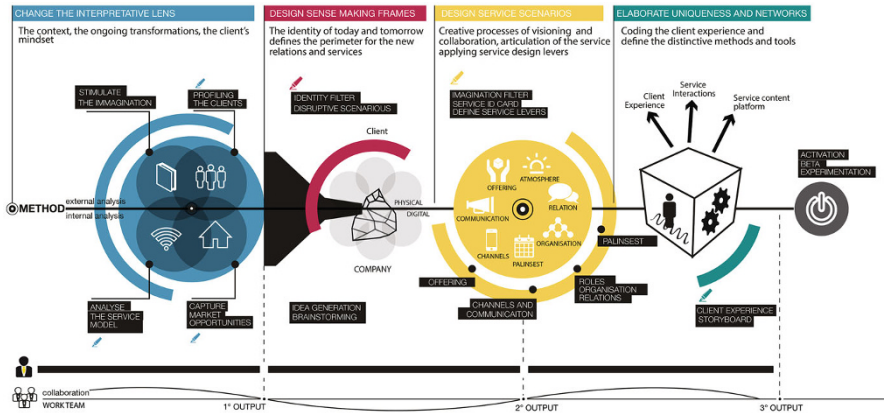 CHANGE THE INTERPRETATIVE LENS
The context, the ongoing transformations, the client's
mindset
DESIGN SENSE MAKING FRAMES
The identity of today and tomorrow
defines the perimeter for the new
relations and services
DESIGN SERVICE SCENARIOS
Creative processes of visioning and
collaboration, articulation of the service
applying service design levers
ELABORATE UNIQUENESS AND NETWORKS
Coding the client experience and
define the distinctive methods and tools
STIMULATE
THE IMMAGINATION
PROFILING
THE CLIENTS
IDENTITY FILTER
DISRUPTIVE SCENARIOUS
IMAGINATION FILTER
SERVICE ID CARD
DEFINE SERVICE LEVERS
Client
Experience
Service
Interactions
Service content
platform
Client
PHYSICAL
DIGITAL
COMPANY
OFFERING
ATMOSPHERE
COMMUNICATION
RELATION
CHANNELS
PALINSEST
ORGANISATION
PALINSEST
ACTIVATION
BETA
EXPERIMENTATION
METHOD
external analysis
internal analysis
ANALYSE
THE SERVICE
MODEL
CAPTURE
MARKET
OPPORTUNITIES
IDEA GENERATION
BRAINSTORMING
OFFERING
CHANNELS AND
COMMUNICAITON
ROLES
ORGANISATION
RELATIONS
CLIENT EXPERIENCE
STORYBOARD
collaboration
WORK TEAM
1° OUTPUT
2° OUTPUT
3° OUTPUT